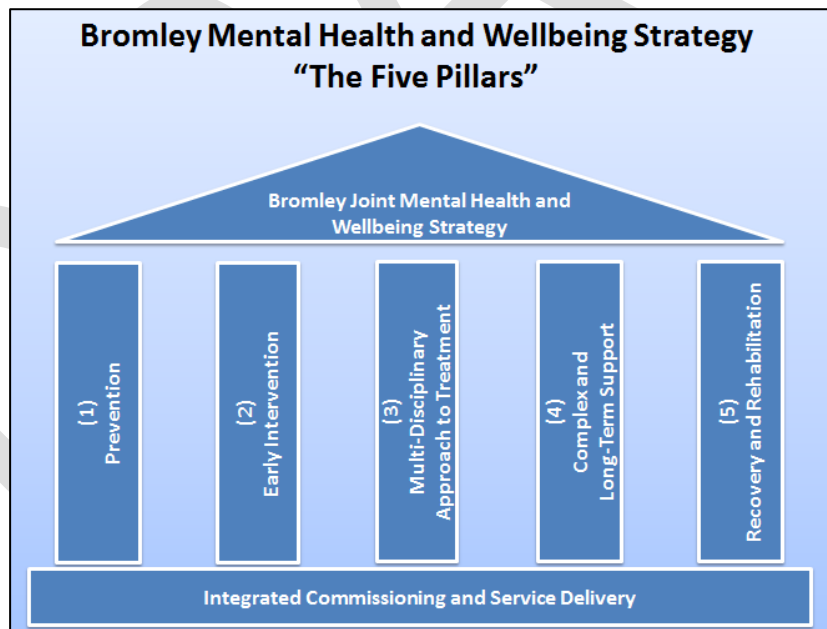 Bromley Mental Health and Wellbeing Strategy
“The Five Pillars”
Bromley Joint Mental Health and
Wellbeing Strategy
(1)
Prevention
(2)
Early Intervention
(3)
Multi-Disciplinary
Approach to Treatment
(4)
Complex and
Long-Term Support
(5)
Recovery and Rehabilitation
Integrated Commissioning and Service Delivery